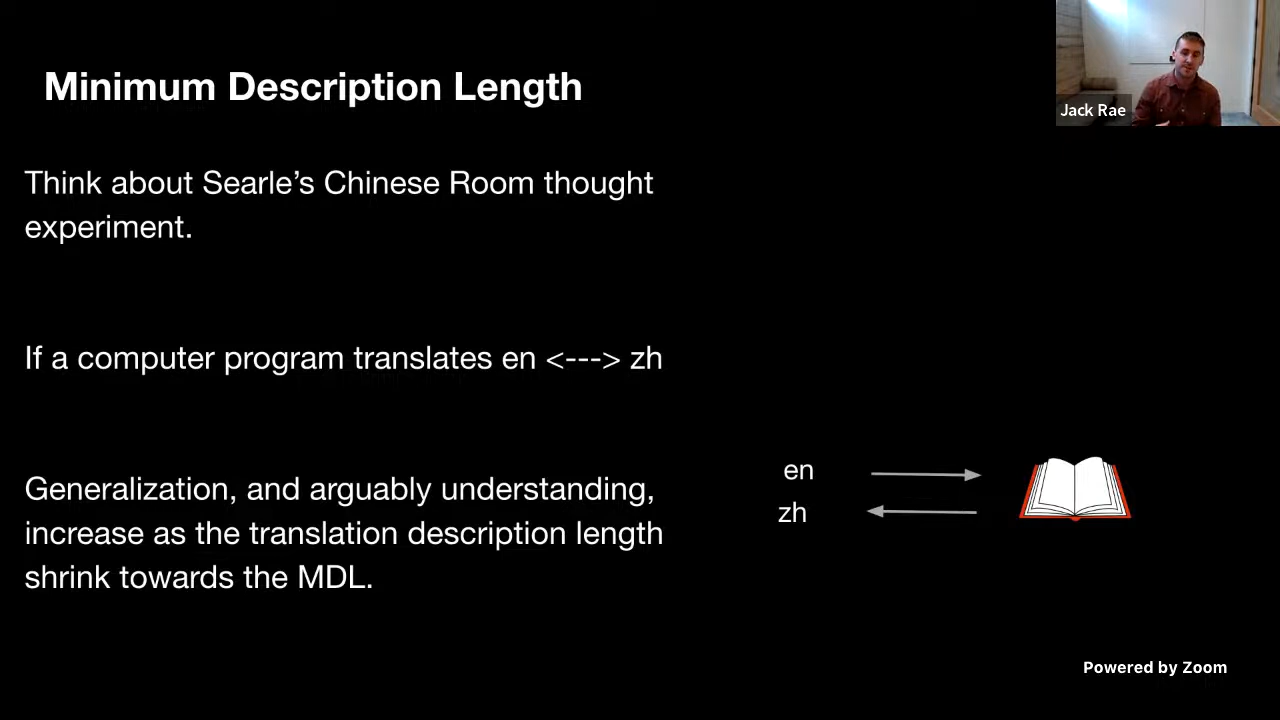 Minimum Description Length
Jack Rae
Think about Searle’s Chinese Room thought
experiment.
If a computer program translates en <---> zh
Generalization, and arguably understanding,
increase as the translation description length
shrink towards the MDL.
en
zh
Powered by Zoom